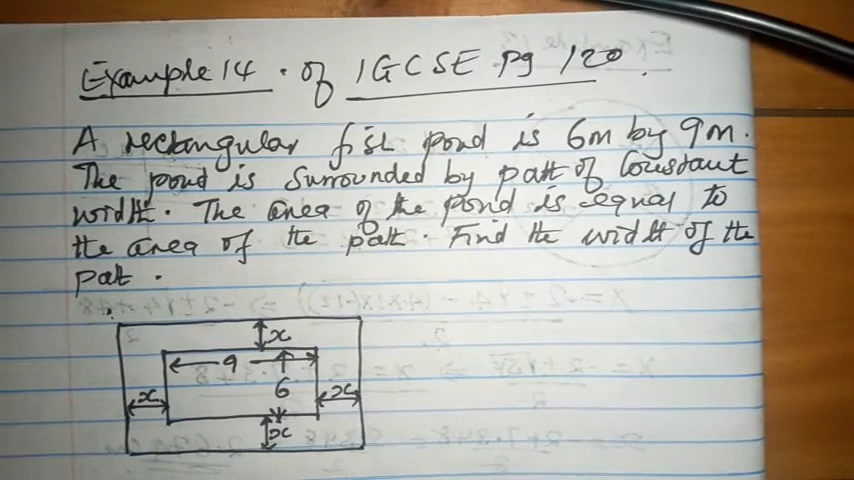 Example 14 . of IGCSE pg 120 .
A rectangular fish pond is 6m by 9m.
The pond is surrounded by path of constant
width. The area of the pond is equal to
the area of the path. Find the width of the
path .
x
9
6
x
x
x